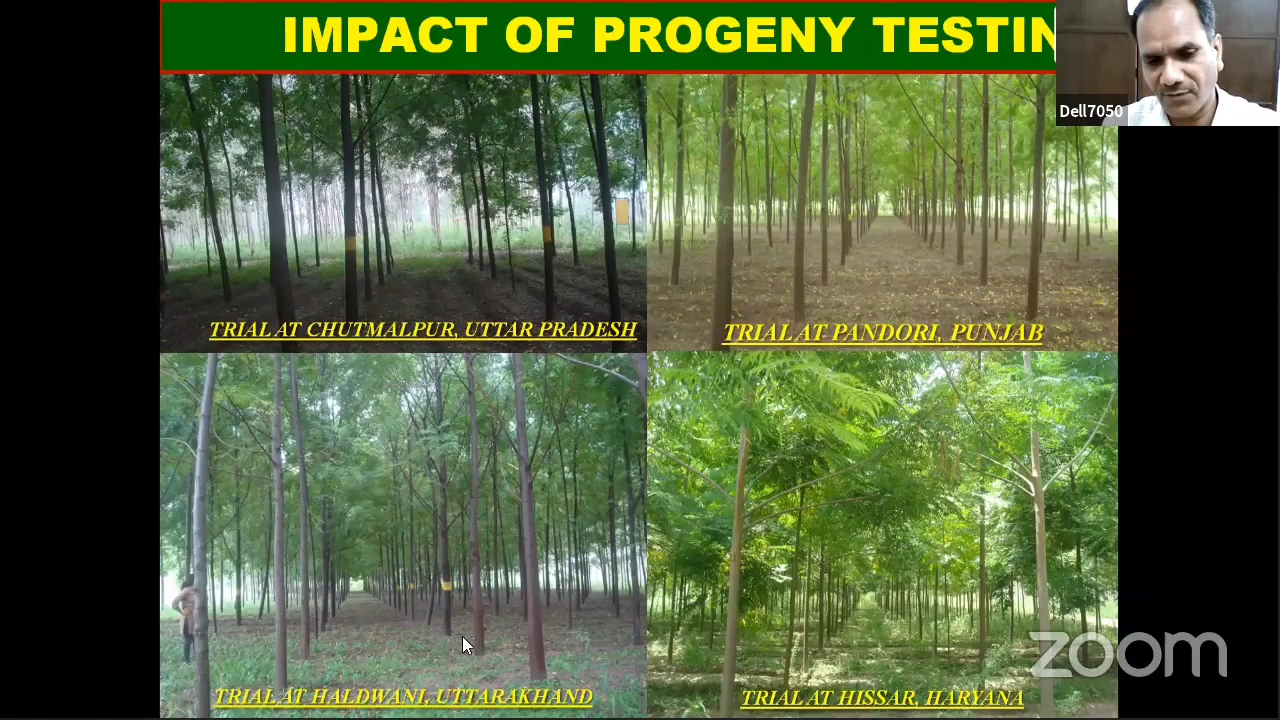 IMPACT OF PROGENY TESTIN
Dell7050
TRIAL AT CHUTMALPUR, UTTAR PRADESH
TRIAL AT PANDORI, PUNJAB
TRIAL AT HALDWANI, UTTARAKHAND
TRIAL AT HISSAR, HARYANA
zoom